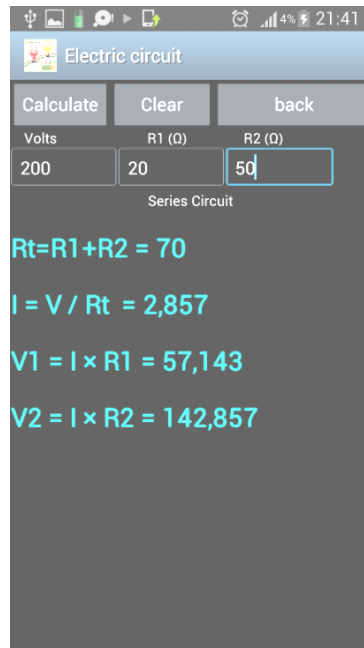 4% 21:41
Electric circuit
Calculate Clear back
Volts R1 (Ω) R2 (Ω)
200 20 50
Series Circuit
Rt=R1+R2 = 70
I = V / Rt = 2,857
V1 = I × R1 = 57,143
V2 = I × R2 = 142,857